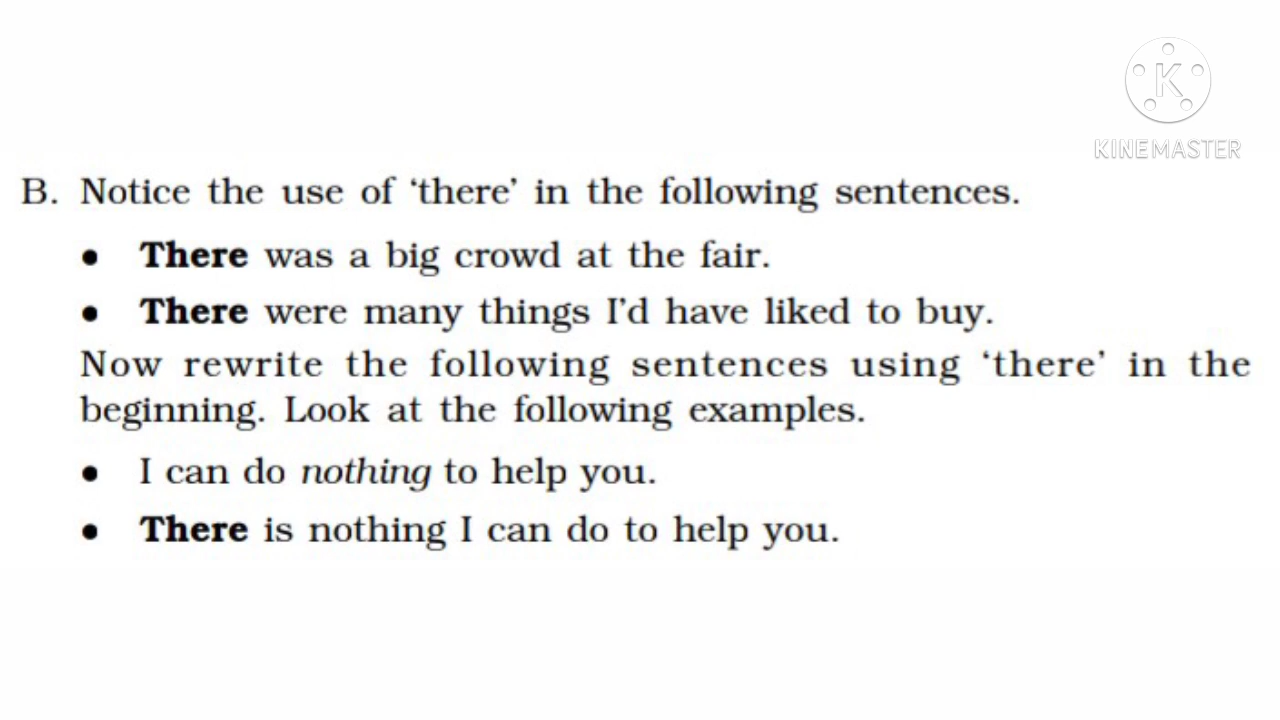 KINEMASTER
B. Notice the use of ‘there’ in the following sentences.
● There was a big crowd at the fair.
● There were many things I’d have liked to buy.
Now rewrite the following sentences using ‘there’ in the
beginning. Look at the following examples.
● I can do nothing to help you.
● There is nothing I can do to help you.